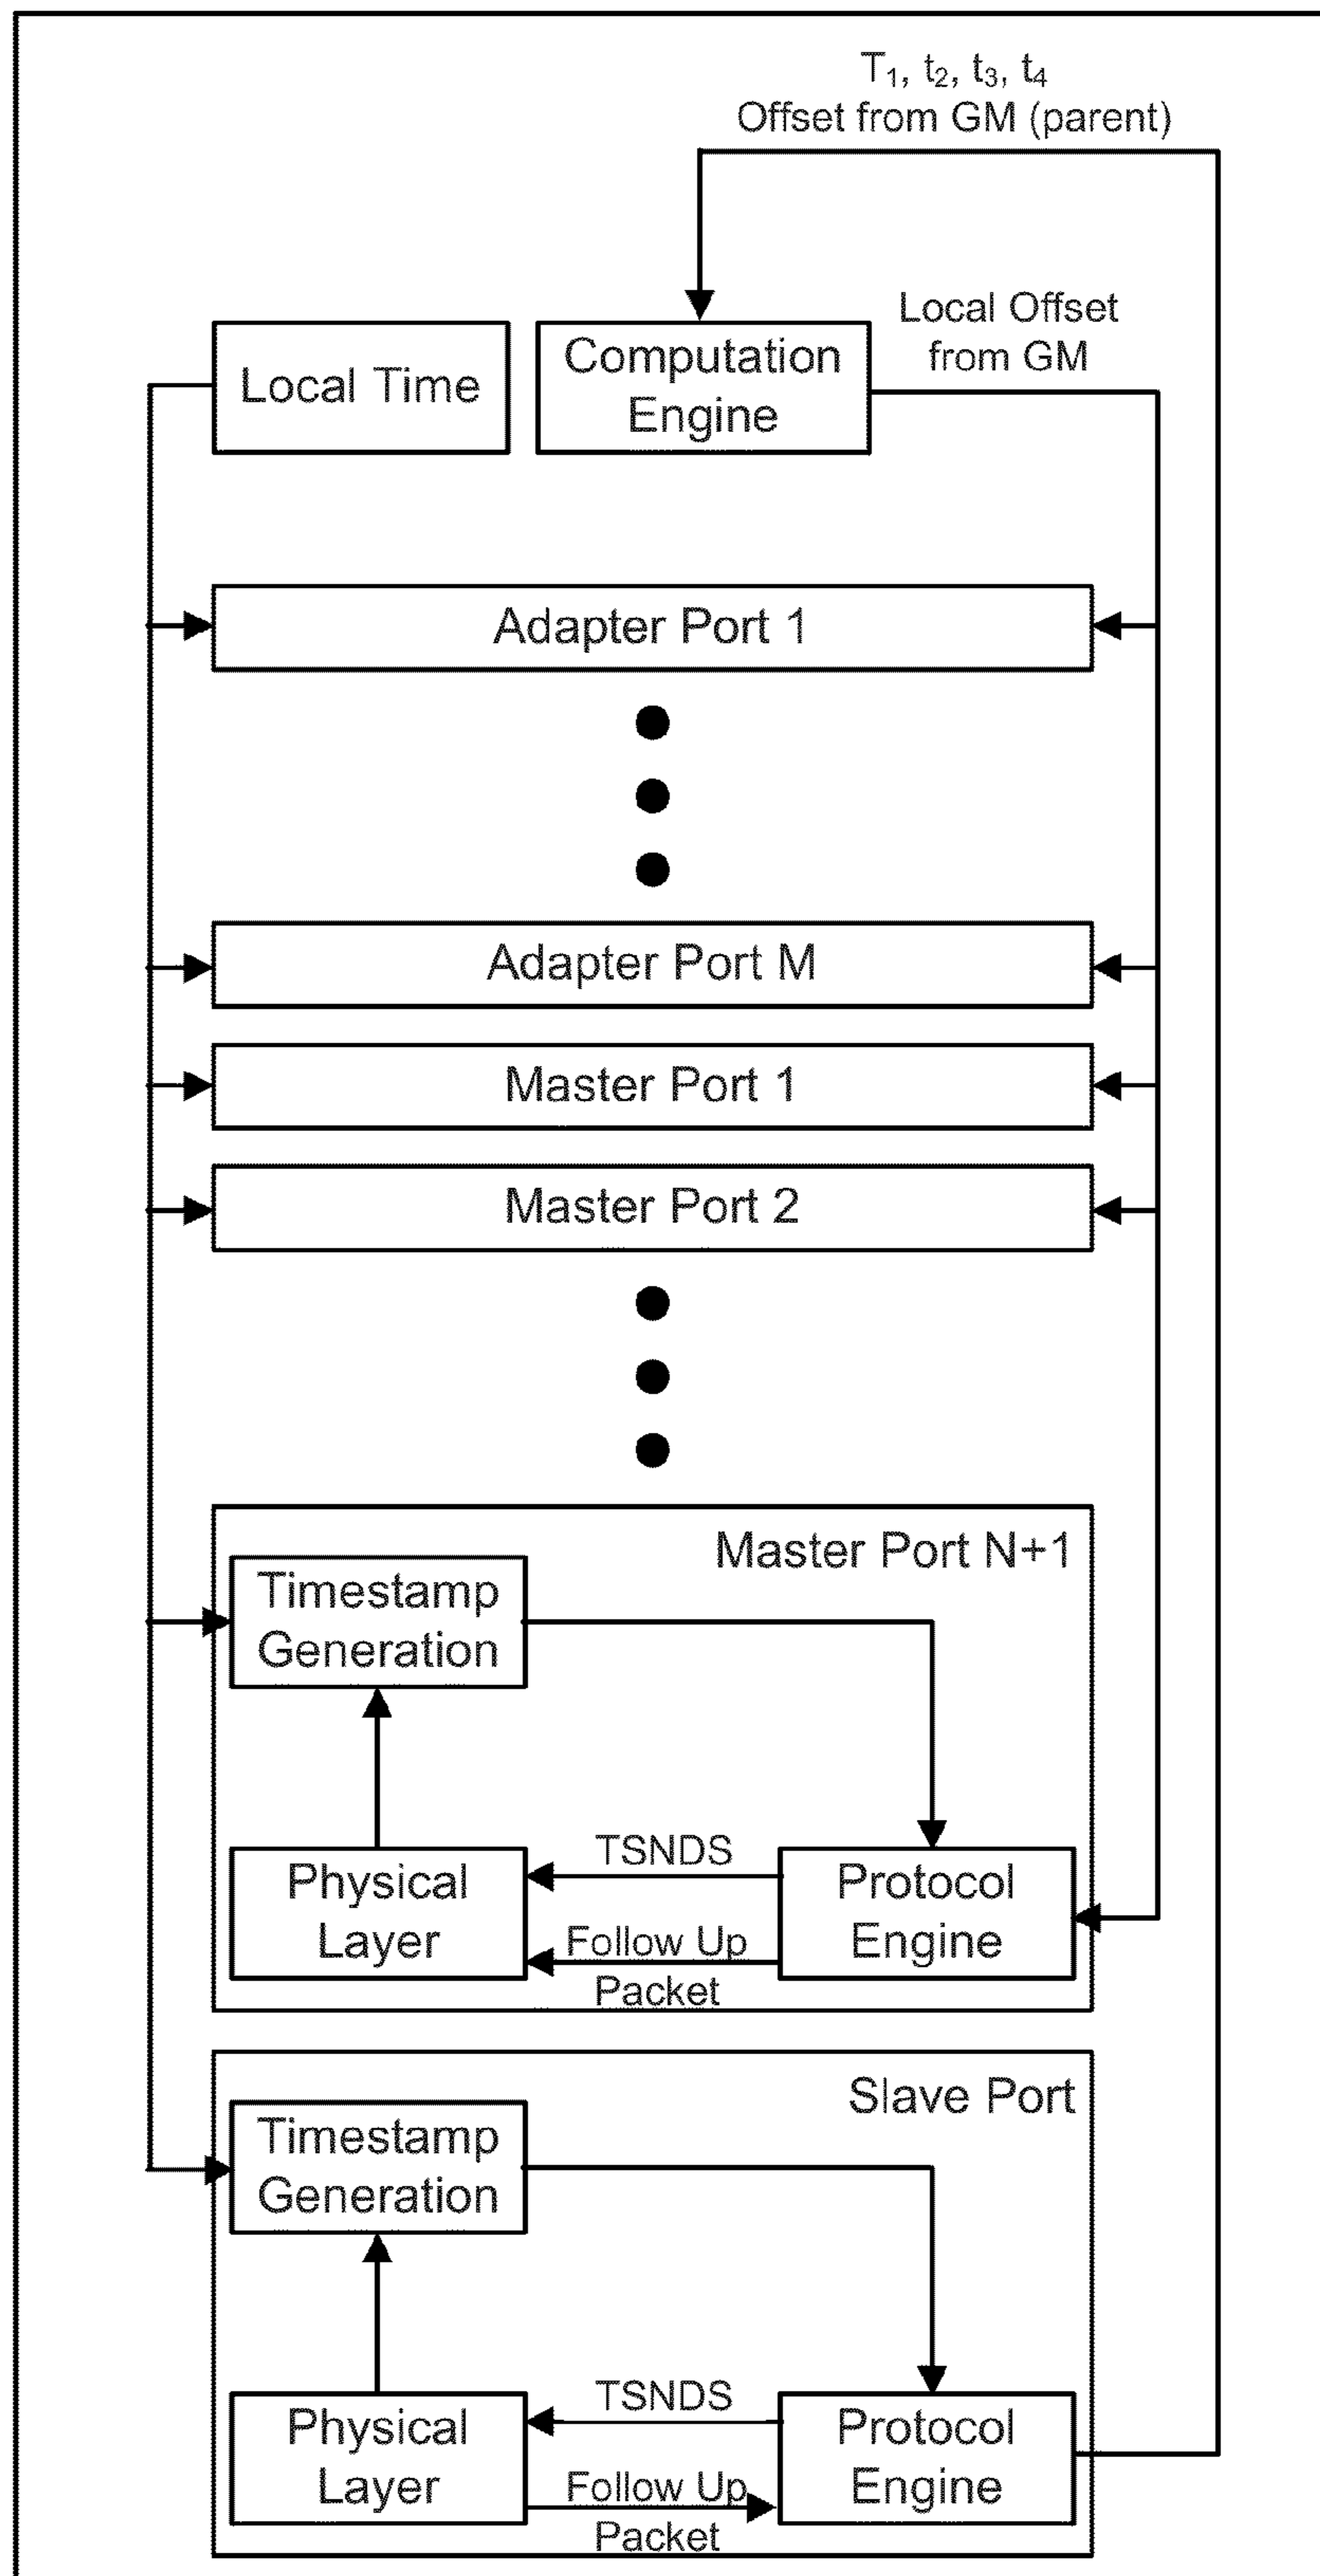 T₁, t₂, t₃, t₄
Offset from GM (parent)
Local Offset
from GM
Local Time
Computation
Engine
Adapter Port 1
Adapter Port M
Master Port 1
Master Port 2
Master Port N+1
Timestamp
Generation
TSNDS
Physical
Layer
Protocol
Engine
Follow Up
Packet
Slave Port
Timestamp
Generation
TSNDS
Physical
Layer
Protocol
Engine
Follow Up
Packet